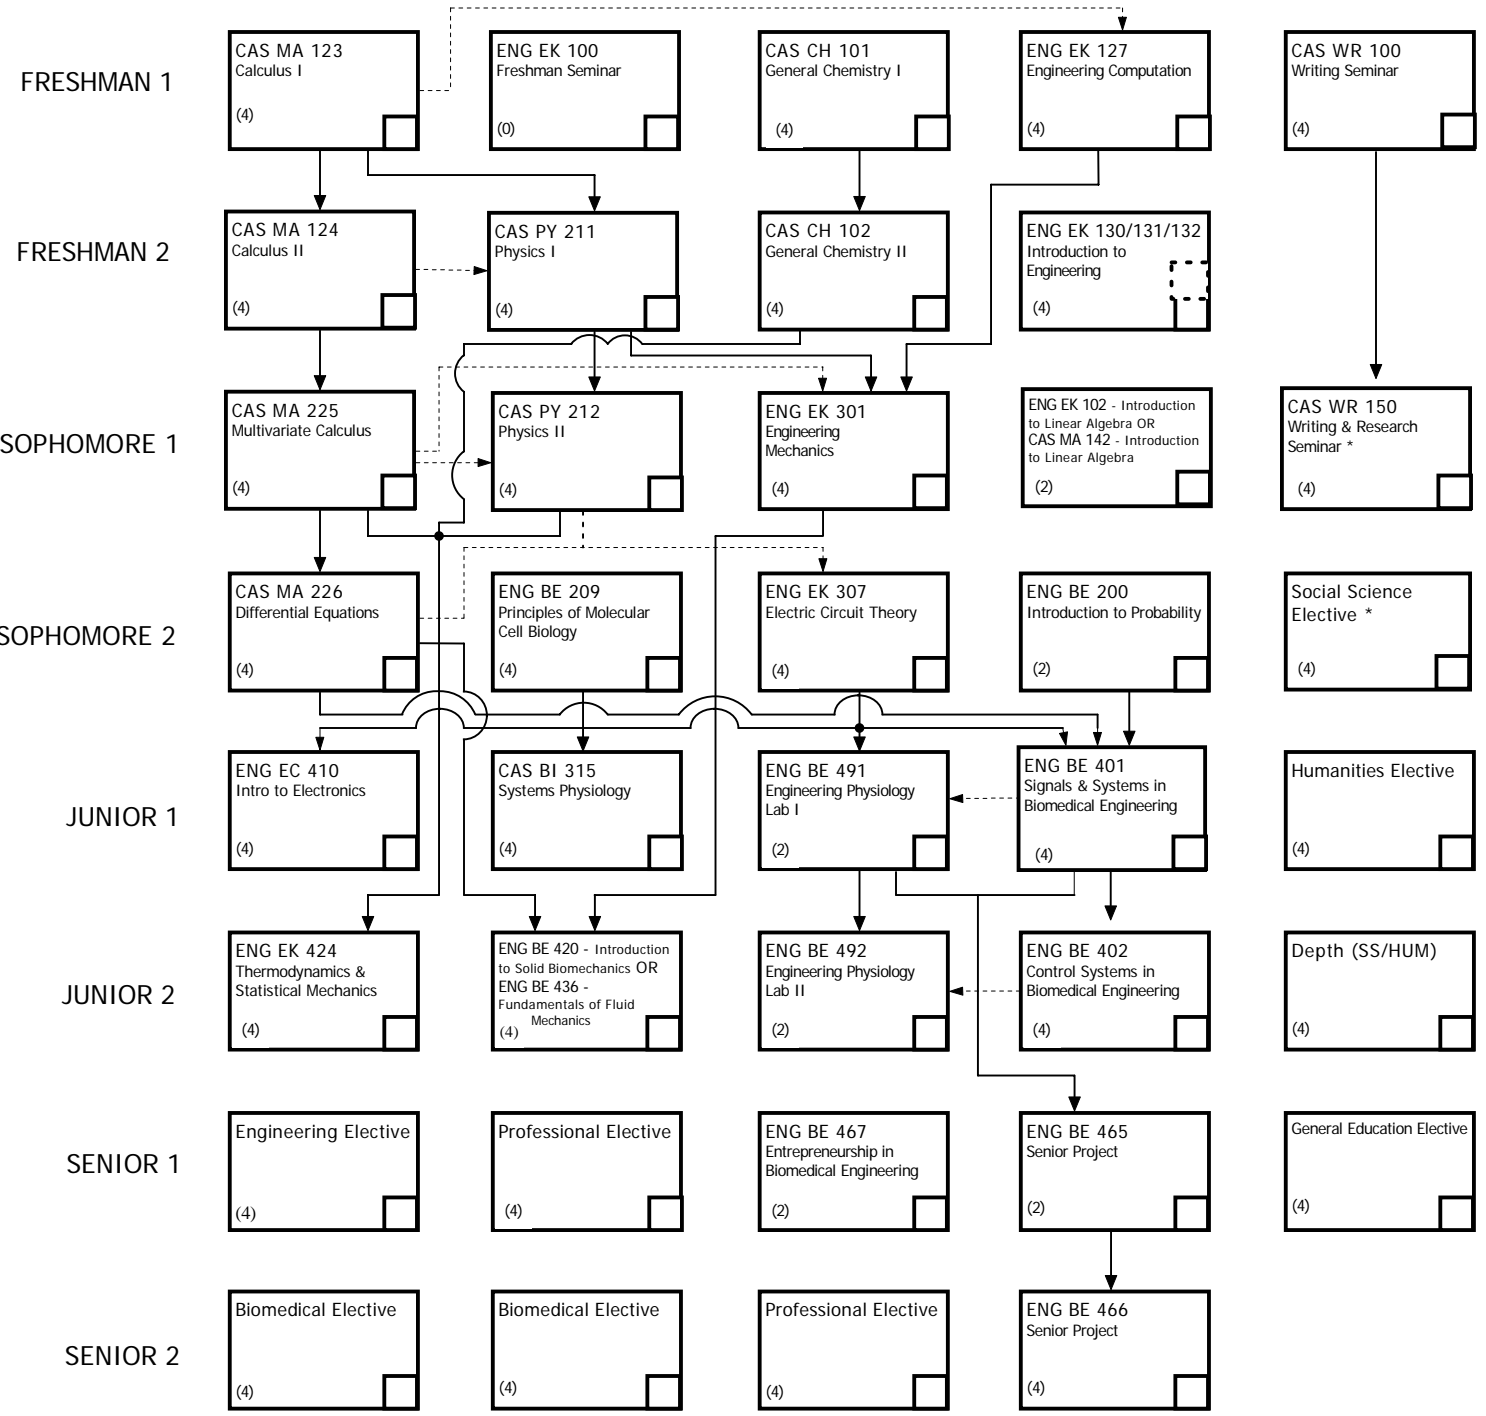 FRESHMAN 1
CAS MA 123
Calculus I
(4)
ENG EK 100
Freshman Seminar
(0)
CAS CH 101
General Chemistry I
(4)
ENG EK 127
Engineering Computation
(4)
CAS WR 100
Writing Seminar
(4)
FRESHMAN 2
CAS MA 124
Calculus II
(4)
CAS PY 211
Physics I
(4)
CAS CH 102
General Chemistry II
(4)
ENG EK 130/131/132
Introduction to
Engineering
(4)
SOPHOMORE 1
CAS MA 225
Multivariate Calculus
(4)
CAS PY 212
Physics II
(4)
ENG EK 301
Engineering
Mechanics
(4)
ENG EK 102 - Introduction
to Linear Algebra OR
CAS MA 142 - Introduction
to Linear Algebra
(2)
CAS WR 150
Writing & Research
Seminar *
(4)
SOPHOMORE 2
CAS MA 226
Differential Equations
(4)
ENG BE 209
Principles of Molecular
Cell Biology
(4)
ENG EK 307
Electric Circuit Theory
(4)
ENG BE 200
Introduction to Probability
(2)
Social Science
Elective *
(4)
JUNIOR 1
ENG EC 410
Intro to Electronics
(4)
CAS BI 315
Systems Physiology
(4)
ENG BE 491
Engineering Physiology
Lab I
(2)
ENG BE 401
Signals & Systems in
Biomedical Engineering
(4)
Humanities Elective
(4)
JUNIOR 2
ENG EK 424
Thermodynamics &
Statistical Mechanics
(4)
ENG BE 420 - Introduction
to Solid Biomechanics OR
ENG BE 436 -
Fundamentals of Fluid
Mechanics
(4)
ENG BE 492
Engineering Physiology
Lab II
(2)
ENG BE 402
Control Systems in
Biomedical Engineering
(4)
Depth (SS/HUM)
(4)
SENIOR 1
Engineering Elective
(4)
Professional Elective
(4)
ENG BE 467
Entrepreneurship in
Biomedical Engineering
(2)
ENG BE 465
Senior Project
(2)
General Education Elective
(4)
SENIOR 2
Biomedical Elective
(4)
Biomedical Elective
(4)
Professional Elective
(4)
ENG BE 466
Senior Project
(4)